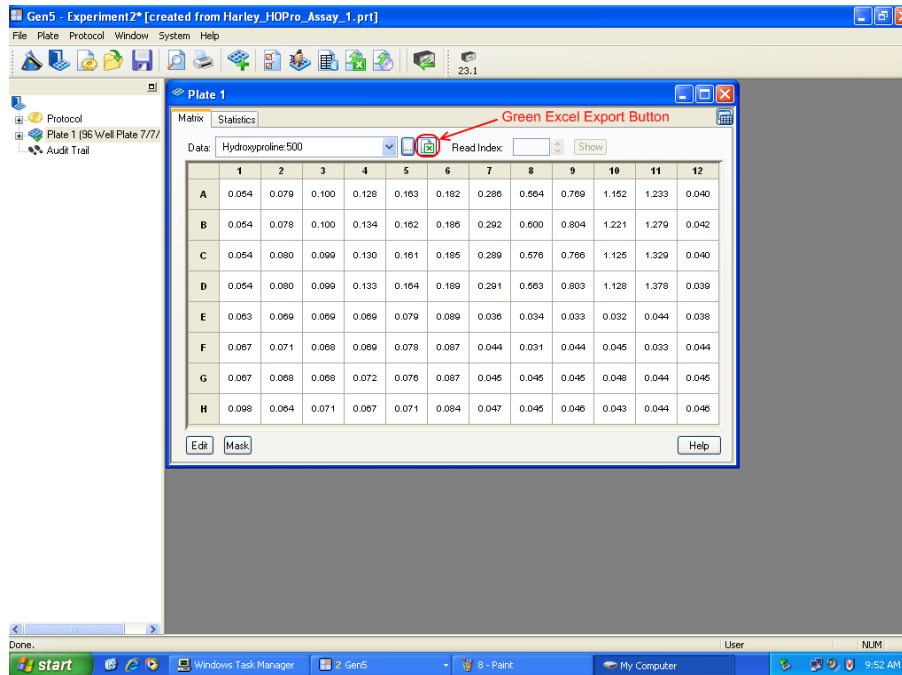 Gen5 - Experiment2* [created from Harley_HOPro_Assay_1.prt]
File Plate Protocol Window System Help
23.1
Protocol
Plate 1 (96 Well Plate 7/7/
Audit Trail
Plate 1
Matrix Statistics
Green Excel Export Button
Data: Hydroxyproline:500 ... Read Index: Show
1 2 3 4 5 6 7 8 9 10 11 12
A 0.054 0.079 0.100 0.128 0.163 0.182 0.286 0.564 0.769 1.152 1.233 0.040
B 0.054 0.078 0.100 0.134 0.162 0.186 0.292 0.600 0.804 1.221 1.279 0.042
C 0.054 0.080 0.099 0.130 0.161 0.185 0.289 0.576 0.766 1.125 1.329 0.040
D 0.054 0.080 0.099 0.133 0.164 0.189 0.291 0.563 0.803 1.128 1.378 0.039
E 0.063 0.069 0.069 0.069 0.079 0.089 0.036 0.034 0.033 0.032 0.044 0.038
F 0.067 0.071 0.068 0.069 0.078 0.087 0.044 0.031 0.044 0.045 0.033 0.044
G 0.067 0.068 0.068 0.072 0.076 0.087 0.045 0.045 0.045 0.048 0.044 0.045
H 0.098 0.064 0.071 0.067 0.071 0.084 0.047 0.045 0.046 0.043 0.044 0.046
Edit Mask Help
Done. User NUM
start Windows Task Manager 2 Gen5 8 - Paint My Computer 9:52 AM